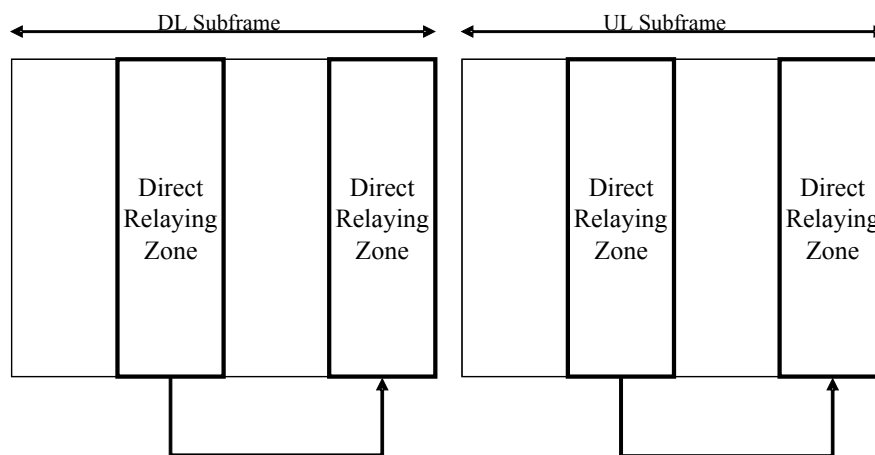 DL Subframe
UL Subframe
Direct
Relaying
Zone
Direct
Relaying
Zone
Direct
Relaying
Zone
Direct
Relaying
Zone